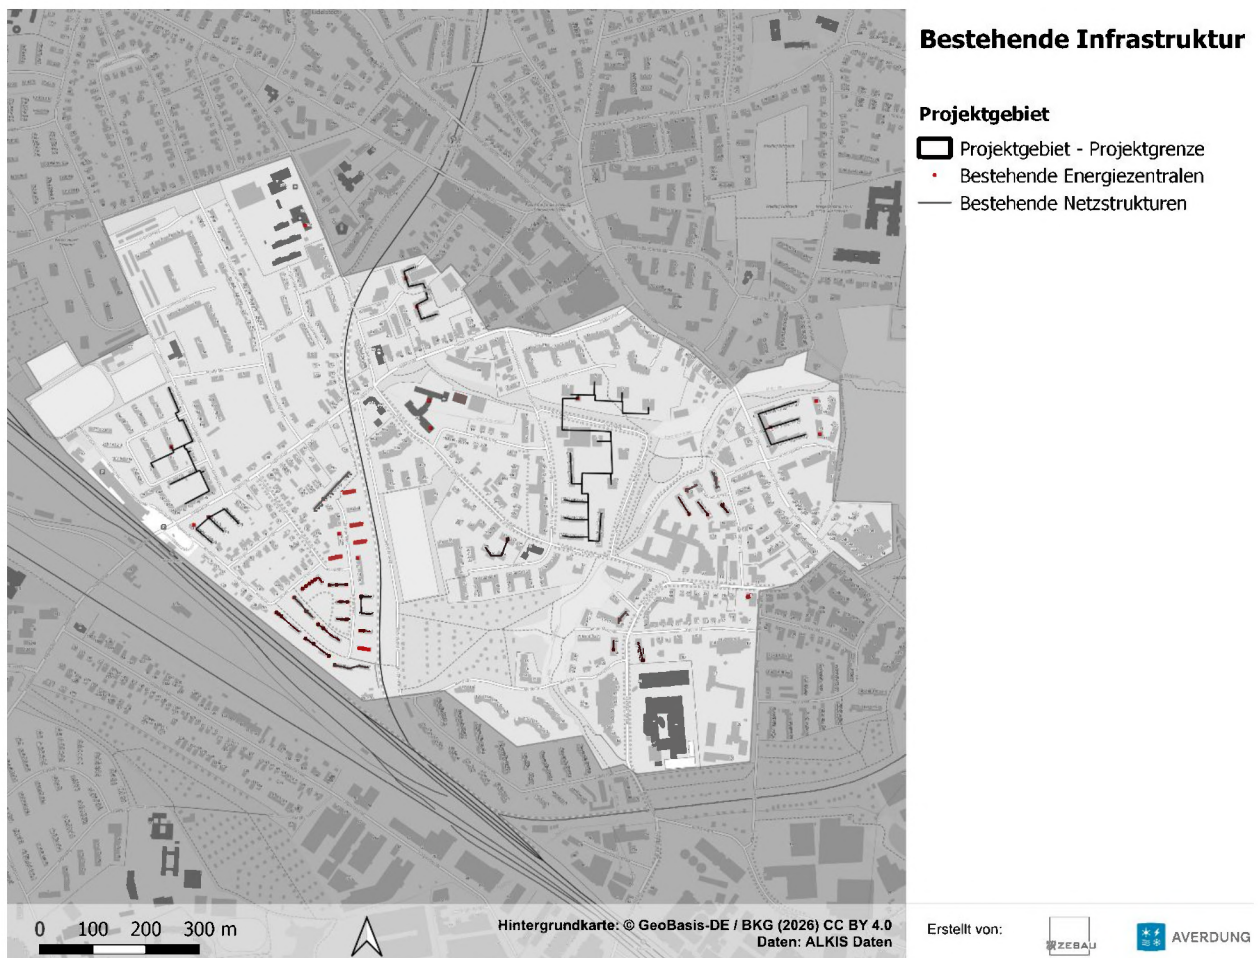 Bestehende Infrastruktur
Projektgebiet
Projektgebiet - Projektgrenze
Bestehende Energiezentralen
Bestehende Netzstrukturen
0 100 200 300 m
Hintergrundkarte: © GeoBasis-DE / BKG (2026) CC BY 4.0
Daten: ALKIS Daten
Erstellt von:
ZEBAU
AVERDUNG